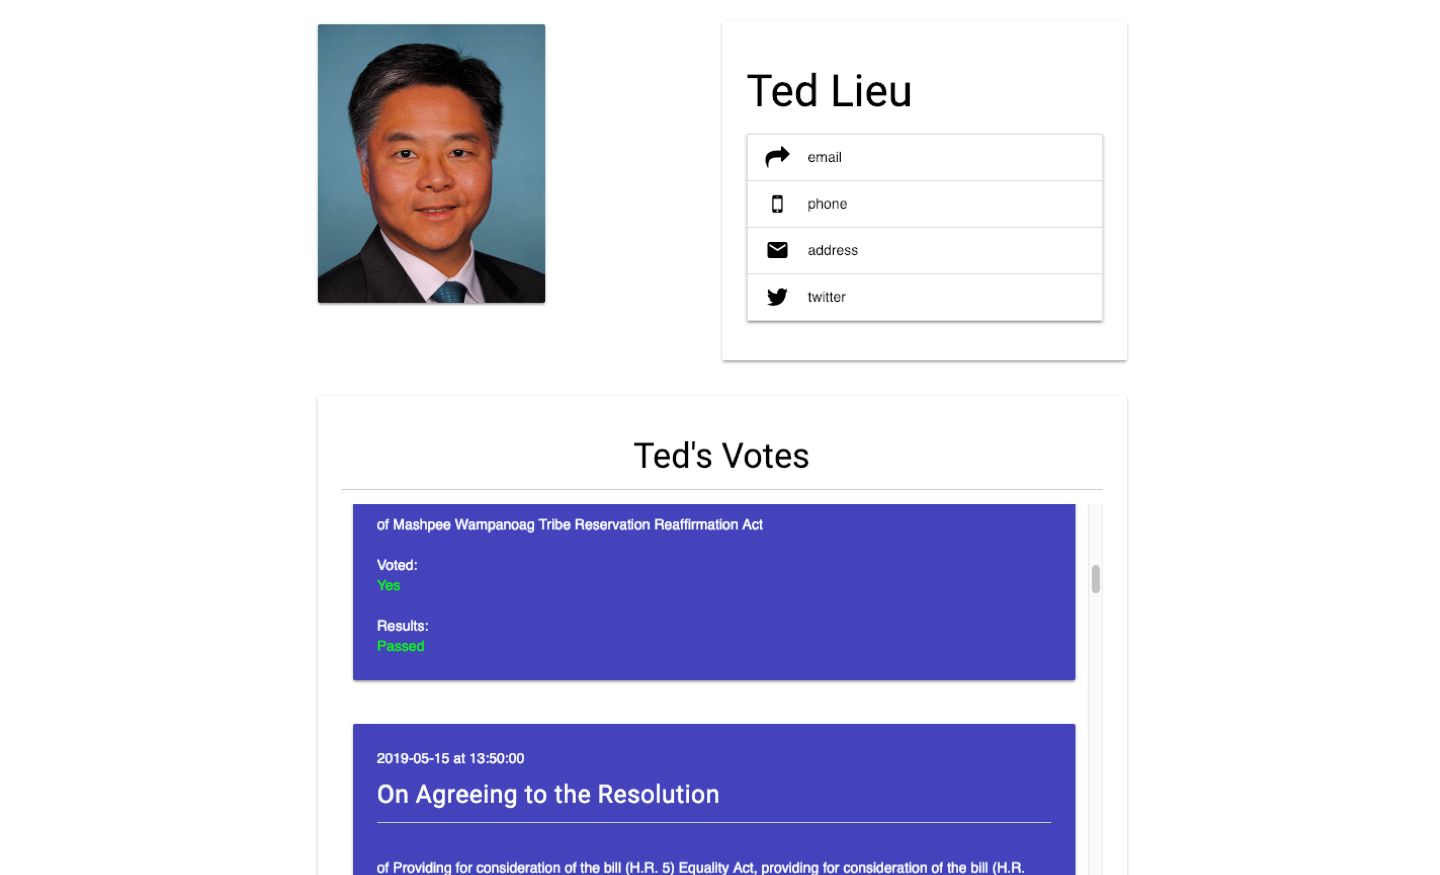 Ted Lieu
email
phone
address
twitter
Ted's Votes
of Mashpee Wampanoag Tribe Reservation Reaffirmation Act
Voted:
Yes
Results:
Passed
2019-05-15 at 13:50:00
On Agreeing to the Resolution
of Providing for consideration of the bill (H.R. 5) Equality Act, providing for consideration of the bill (H.R.